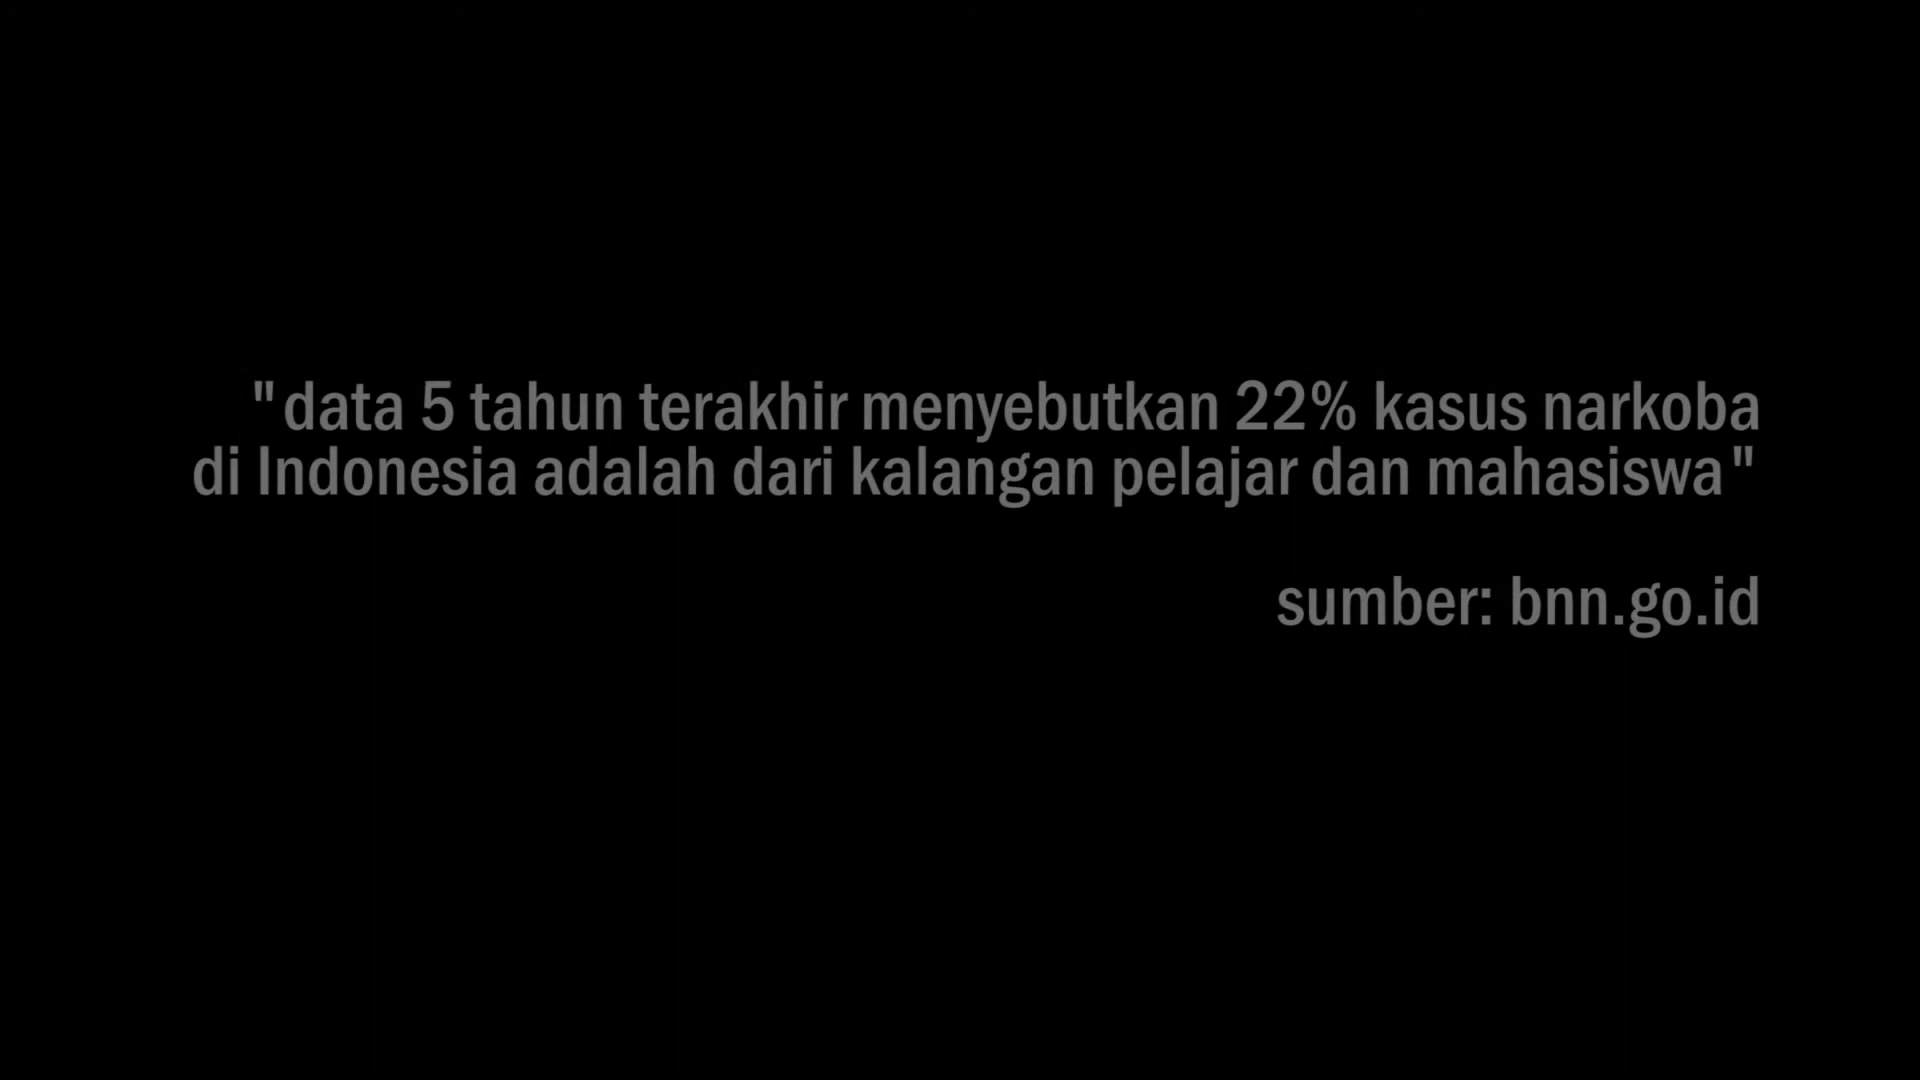 "data 5 tahun terakhir menyebutkan 22% kasus narkoba
di Indonesia adalah dari kalangan pelajar dan mahasiswa"
sumber: bnn.go.id